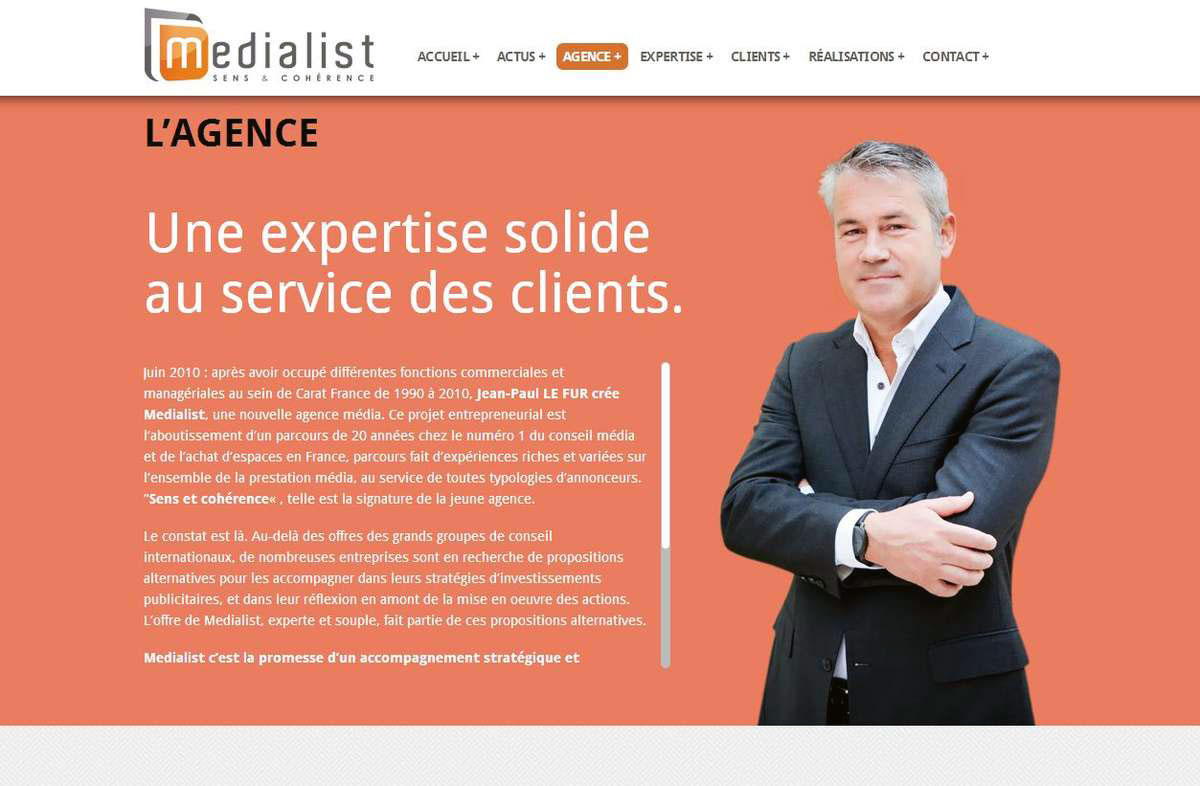 medialist
SENS & COHÉRENCE
ACCUEIL + ACTUS + AGENCE + EXPERTISE + CLIENTS + RÉALISATIONS + CONTACT +
L’AGENCE
Une expertise solide
au service des clients.
Juin 2010 : après avoir occupé différentes fonctions commerciales et
managériales au sein de Carat France de 1990 à 2010, Jean-Paul LE FUR crée
Medialist, une nouvelle agence média. Ce projet entrepreneurial est
l’aboutissement d’un parcours de 20 années chez le numéro 1 du conseil média
et de l’achat d’espaces en France, parcours fait d’expériences riches et variées sur
l’ensemble de la prestation média, au service de toutes typologies d’annonceurs.
“Sens et cohérence« , telle est la signature de la jeune agence.
Le constat est là. Au-delà des offres des grands groupes de conseil
internationaux, de nombreuses entreprises sont en recherche de propositions
alternatives pour les accompagner dans leurs stratégies d’investissements
publicitaires, et dans leur réflexion en amont de la mise en oeuvre des actions.
L’offre de Medialist, experte et souple, fait partie de ces propositions alternatives.
Medialist c’est la promesse d’un accompagnement stratégique et